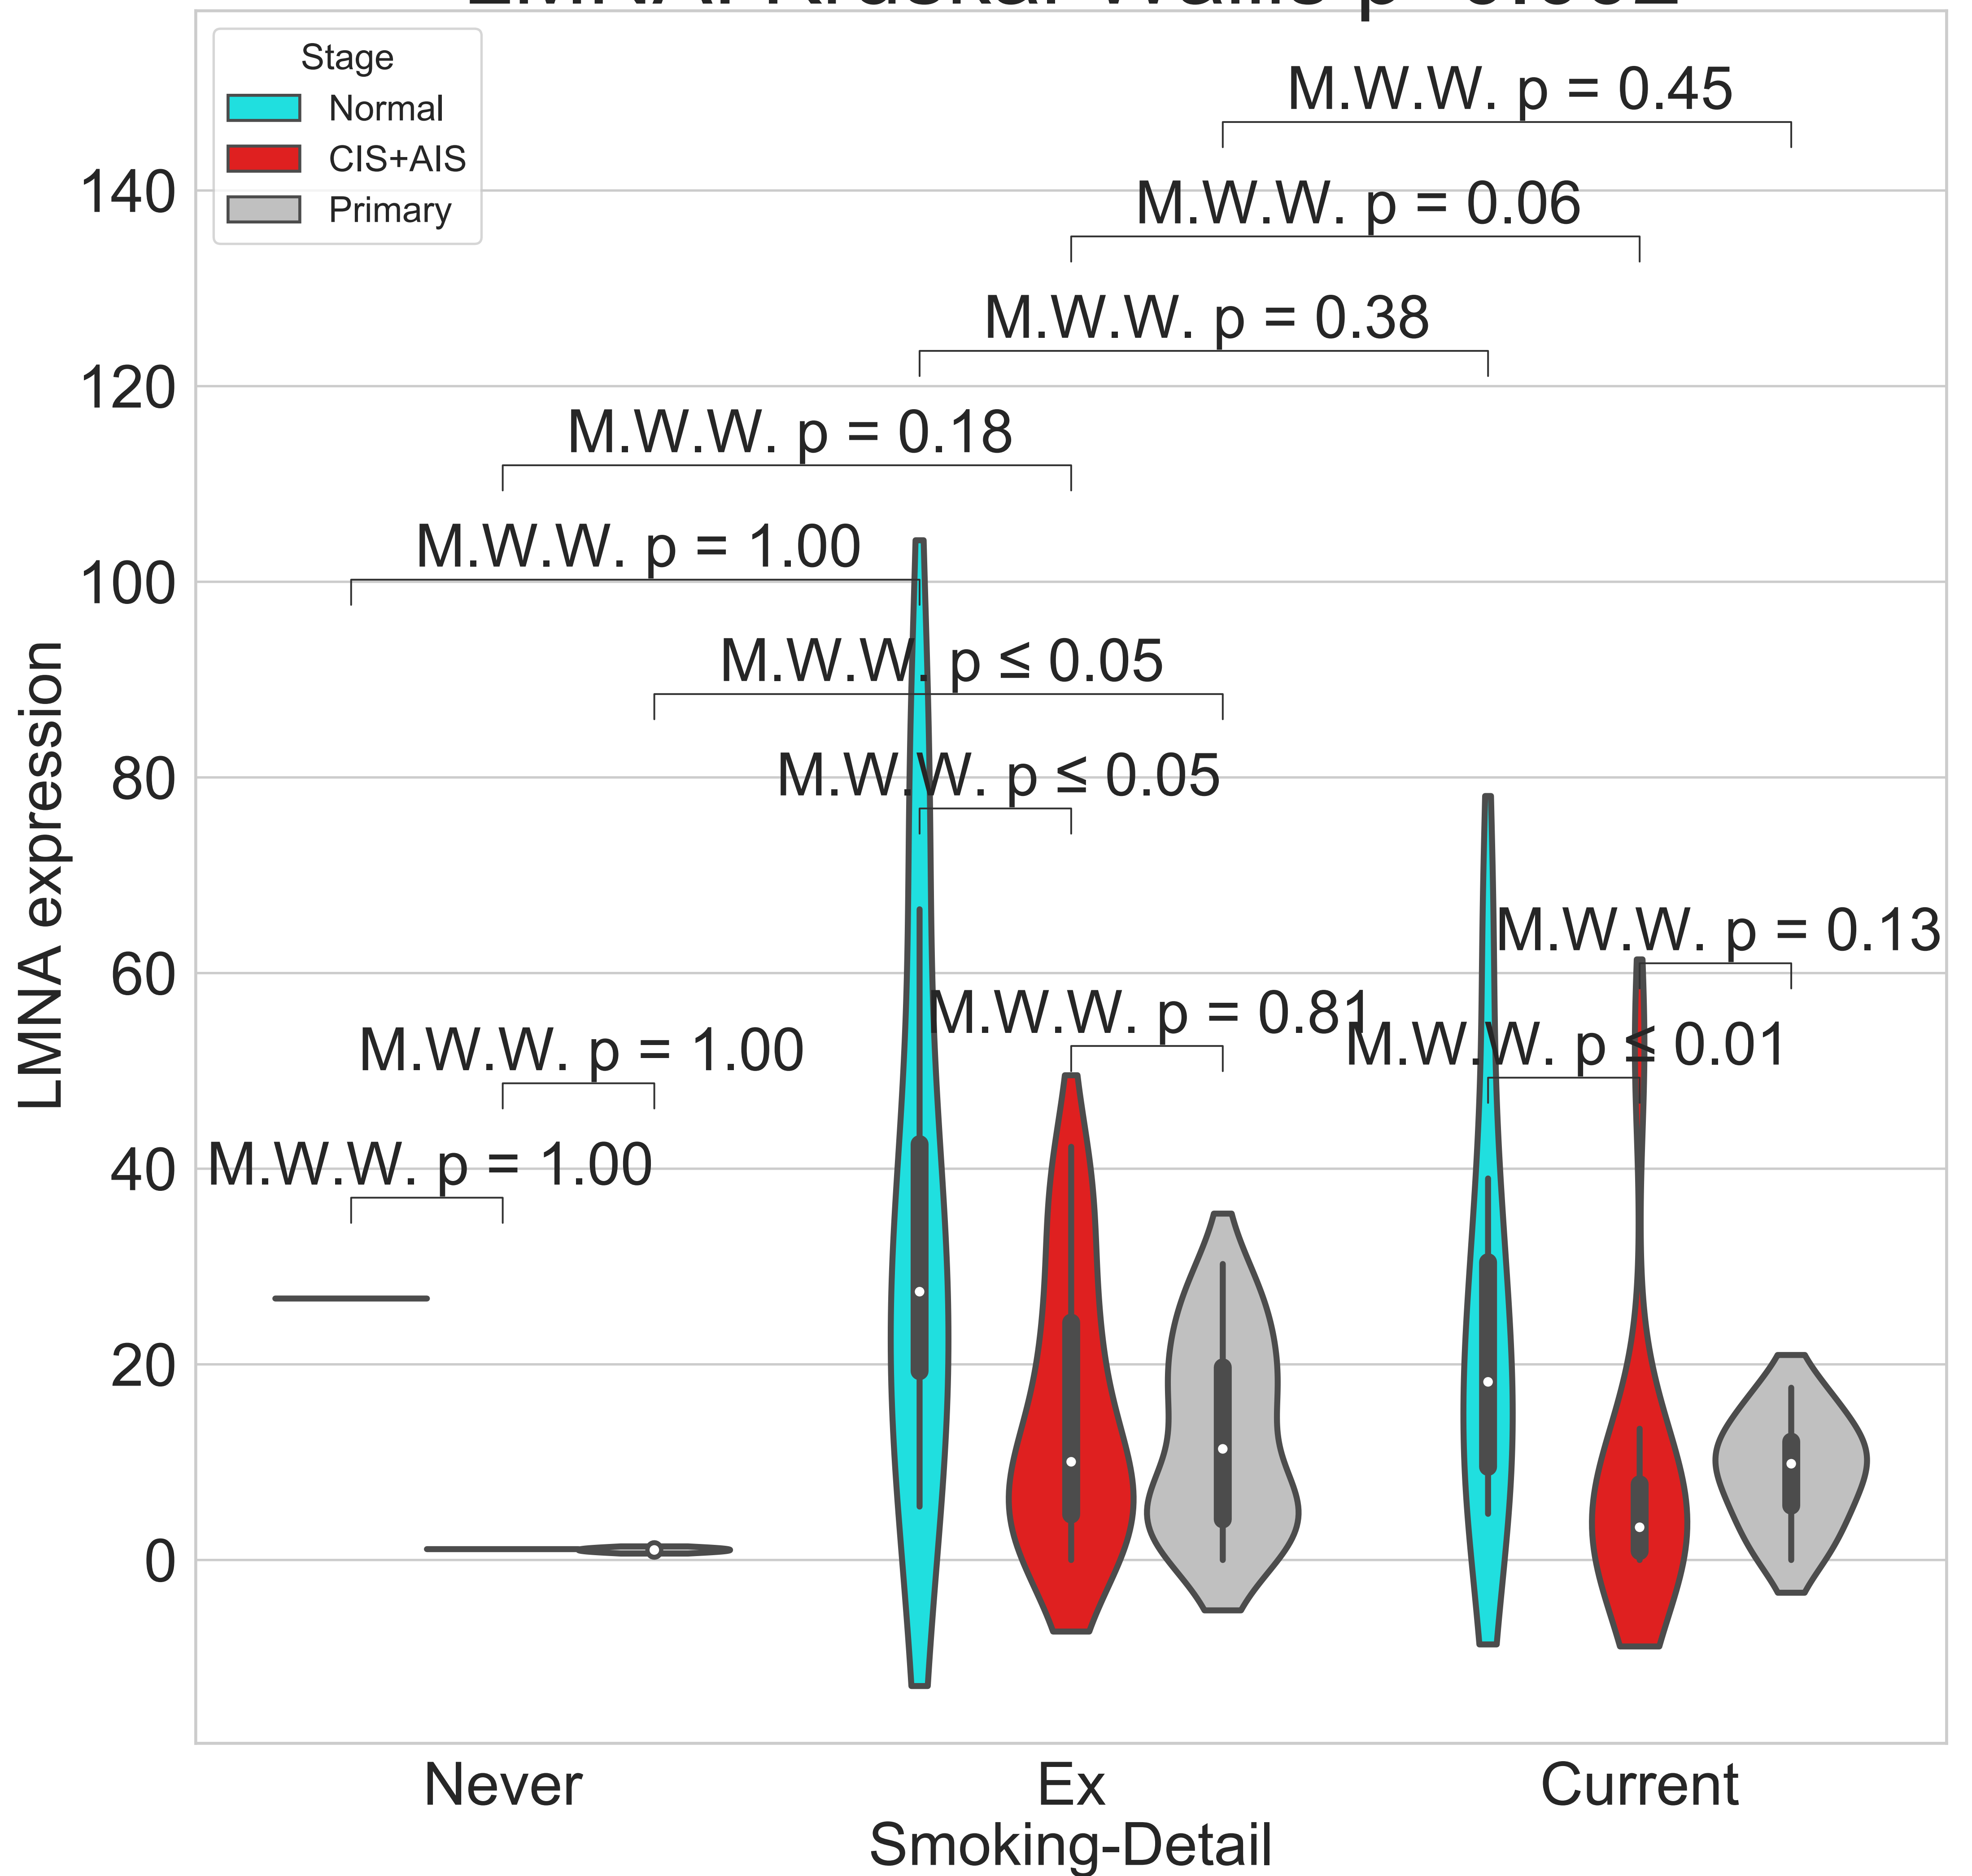 Stage
Normal
CIS+AIS
Primary
M.W.W. p = 0.45
M.W.W. p = 0.06
M.W.W. p = 0.38
M.W.W. p = 0.18
M.W.W. p = 1.00
M.W.W. p ≤ 0.05
M.W.W. p ≤ 0.05
M.W.W. p = 0.13
M.W.W. p = 0.81
M.W.W. p ≤ 0.01
M.W.W. p = 1.00
M.W.W. p = 1.00
140
120
100
80
60
40
20
0
LMNA expression
Never
Ex
Current
Smoking-Detail